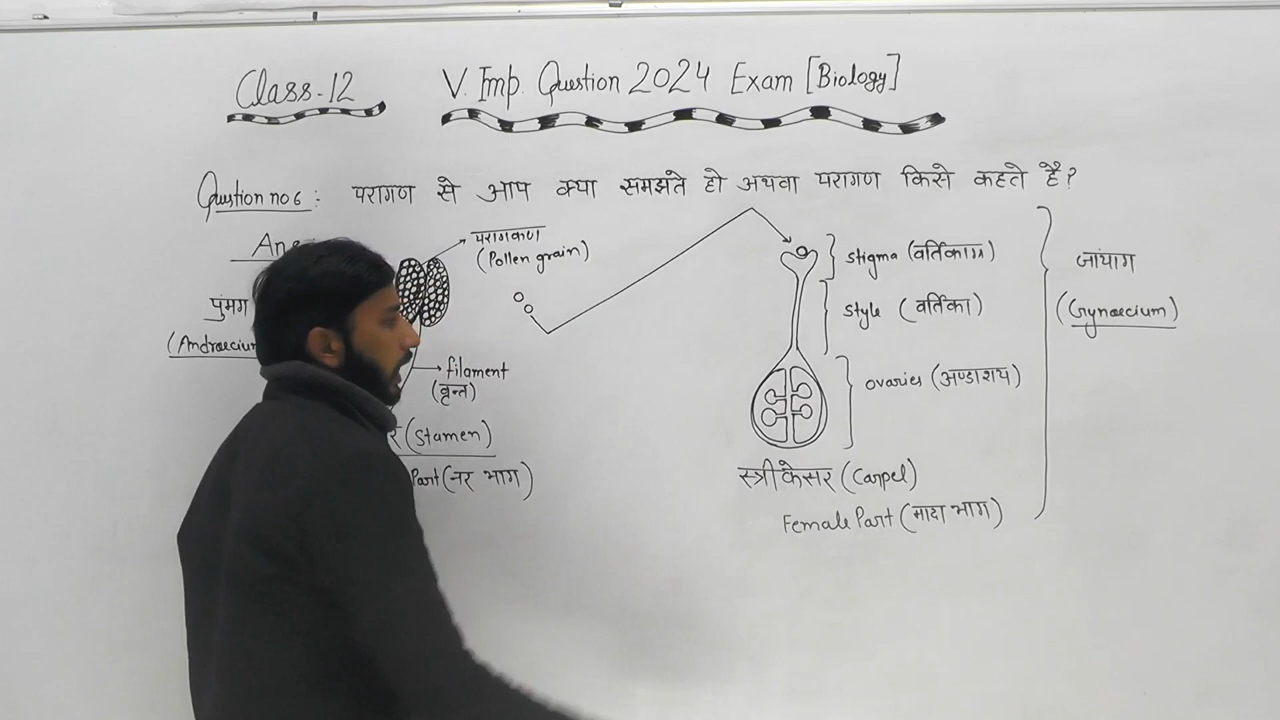 Class-12
V. Imp. Question 2024 Exam [Biology]
Question no 6 : परागण से आप क्या समझते हो अथवा परागण किसे कहते है?
Ans
परागकण
(Pollen grain)
पुंमग
(Androecium
filament
(वृन्त)
(Stamen)
Part (नर भाग)
stigma (वर्तिकाग्र)
style (वर्तिका)
ovaries (अण्डाशय)
स्त्रीकेसर (Carpel)
Female Part (मादा भाग)
जायांग
(Gynoecium)